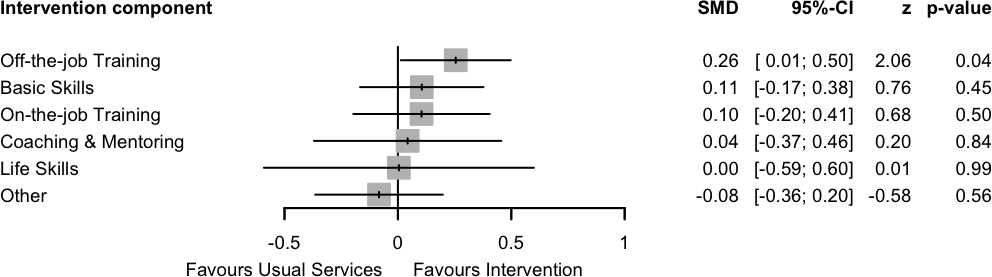 Intervention component SMD 95%-CI z p-value
Off-the-job Training 0.26 [ 0.01; 0.50] 2.06 0.04
Basic Skills 0.11 [-0.17; 0.38] 0.76 0.45
On-the-job Training 0.10 [-0.20; 0.41] 0.68 0.50
Coaching & Mentoring 0.04 [-0.37; 0.46] 0.20 0.84
Life Skills 0.00 [-0.59; 0.60] 0.01 0.99
Other -0.08 [-0.36; 0.20] -0.58 0.56
-0.5 0 0.5 1
Favours Usual Services Favours Intervention